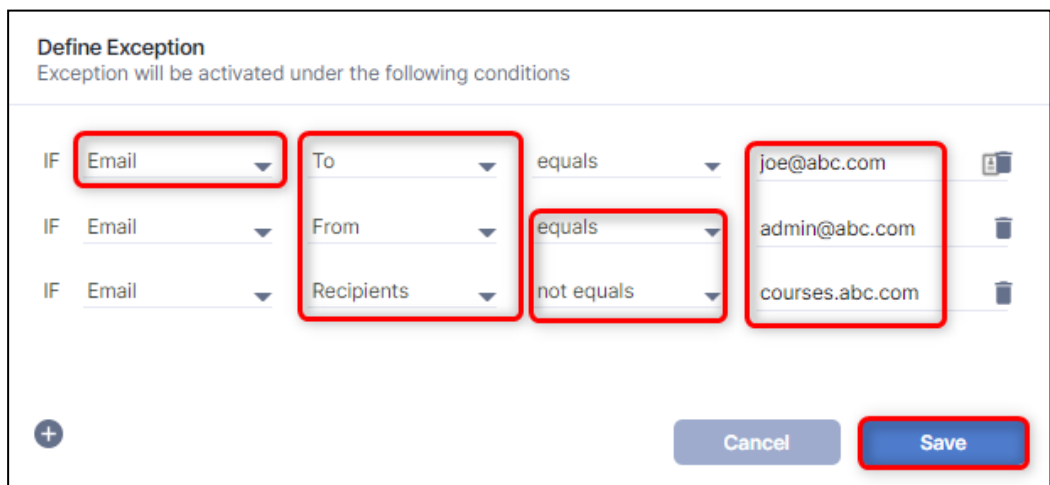 Define Exception
Exception will be activated under the following conditions
IF Email To equals joe@abc.com
IF Email From equals admin@abc.com
IF Email Recipients not equals courses.abc.com
Cancel Save